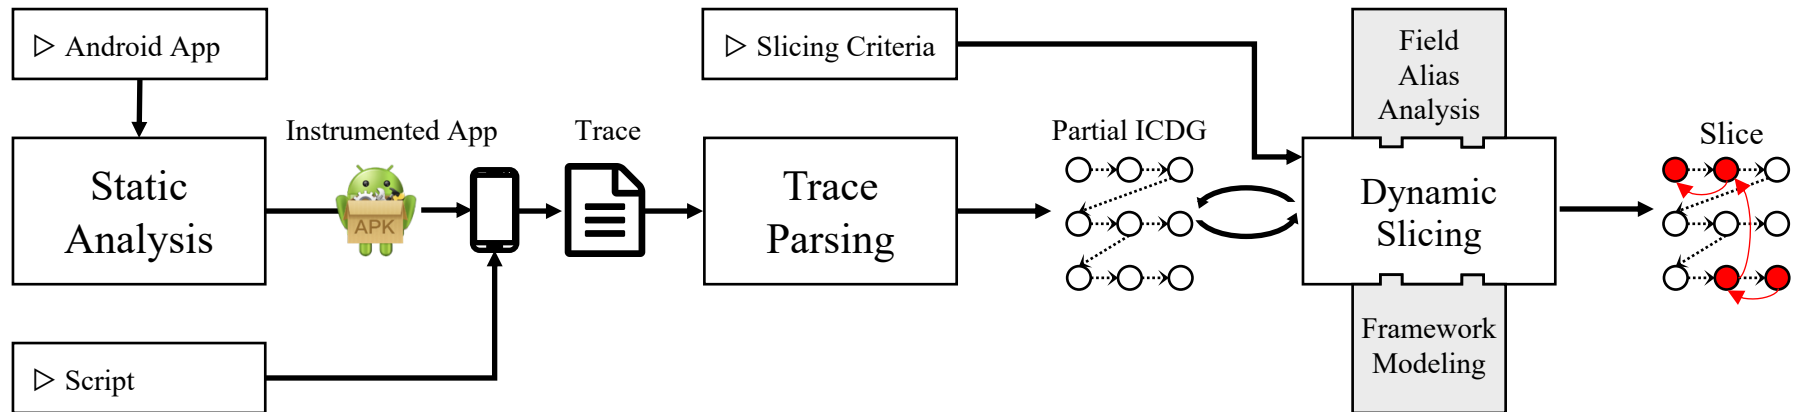 ▷ Android App
▷ Slicing Criteria
Field
Alias
Analysis
Instrumented App
Trace
Partial ICDG
Slice
Static
Analysis
APK
Trace
Parsing
Dynamic
Slicing
Framework
Modeling
▷ Script